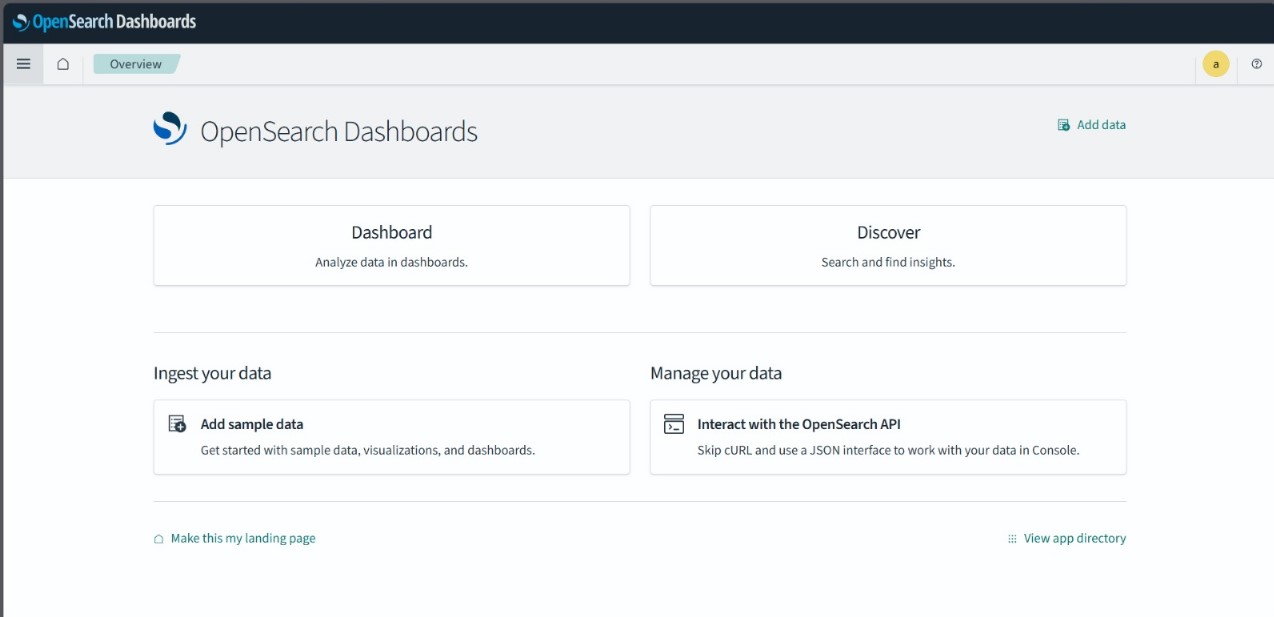 OpenSearch Dashboards
Overview
a
OpenSearch Dashboards
Add data
Dashboard
Analyze data in dashboards.
Discover
Search and find insights.
Ingest your data
Manage your data
Add sample data
Get started with sample data, visualizations, and dashboards.
Interact with the OpenSearch API
Skip cURL and use a JSON interface to work with your data in Console.
Make this my landing page
View app directory